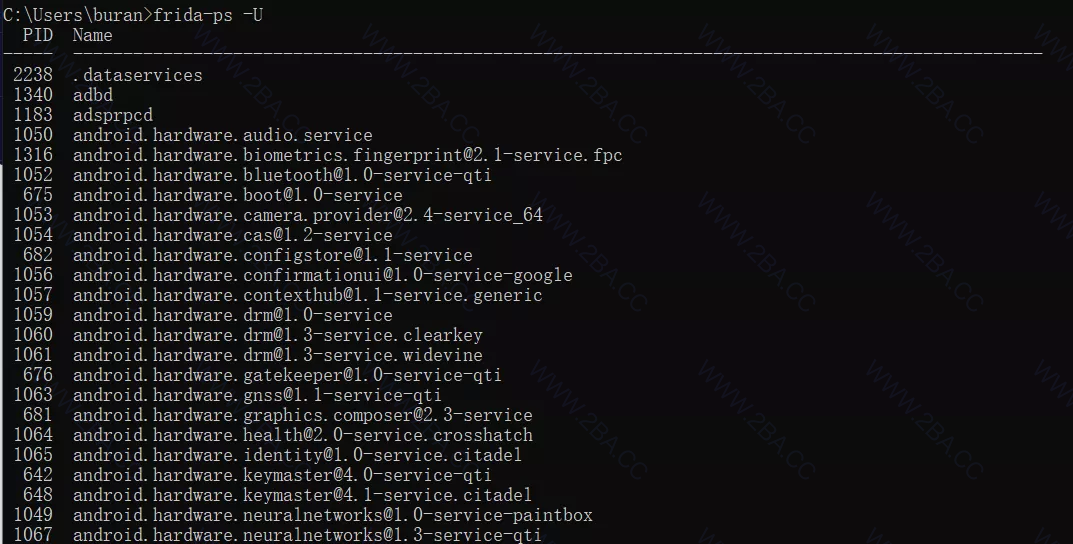 C:\Users\buran>frida-ps -U
PID Name
2238 .dataservices
1340 adbd
1183 adsprpcd
1050 android.hardware.audio.service
1316 android.hardware.biometrics.fingerprint@2.1-service.fpc
1052 android.hardware.bluetooth@1.0-service-qti
675 android.hardware.boot@1.0-service
1053 android.hardware.camera.provider@2.4-service_64
1054 android.hardware.cas@1.2-service
682 android.hardware.configstore@1.1-service
1056 android.hardware.confirmationui@1.0-service-google
1057 android.hardware.contexthub@1.1-service.generic
1059 android.hardware.drm@1.0-service
1060 android.hardware.drm@1.3-service.clearkey
1061 android.hardware.drm@1.3-service.widevine
676 android.hardware.gatekeeper@1.0-service-qti
1063 android.hardware.gnss@1.1-service-qti
681 android.hardware.graphics.composer@2.3-service
1064 android.hardware.health@2.0-service.crosshatch
1065 android.hardware.identity@1.0-service.citadel
642 android.hardware.keymaster@4.0-service-qti
648 android.hardware.keymaster@4.1-service.citadel
1049 android.hardware.neuralnetworks@1.0-service-paintbox
1067 android.hardware.neuralnetworks@1.3-service-qti
WWW.2BA.CC